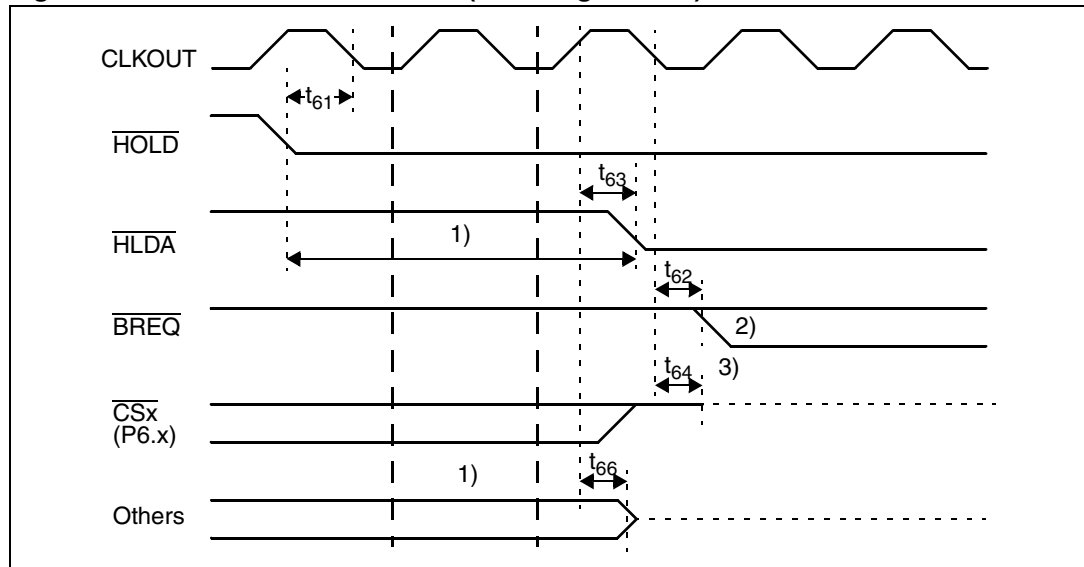 CLKOUT
t61
HOLD
t63
HLDA
1)
t62
BREQ
2)
t64
3)
CSx
(P6.x)
1)
t66
Others